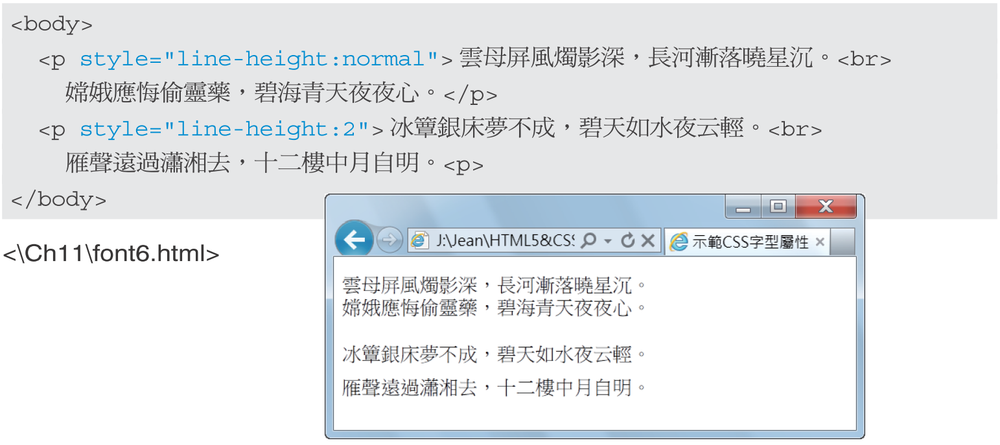 <body>
<p style="line-height:normal">雲母屏風燭影深，長河漸落曉星沉。<br>
嫦娥應悔偷靈藥，碧海青天夜夜心。</p>
<p style="line-height:2">冰簟銀床夢不成，碧天如水夜云輕。<br>
雁聲遠過瀟湘去，十二樓中月自明。<p>
</body>
<\Ch11\font6.html>
J:\Jean\HTML5&CSS
示範CSS字型屬性
雲母屏風燭影深，長河漸落曉星沉。
嫦娥應悔偷靈藥，碧海青天夜夜心。
冰簟銀床夢不成，碧天如水夜云輕。
雁聲遠過瀟湘去，十二樓中月自明。